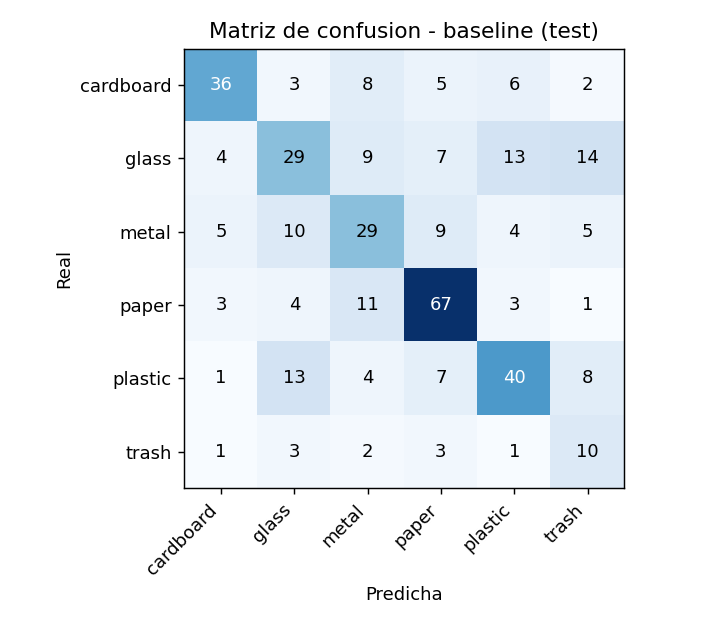 Matriz de confusion - baseline (test)
cardboard 36 3 8 5 6 2
glass 4 29 9 7 13 14
metal 5 10 29 9 4 5
paper 3 4 11 67 3 1
plastic 1 13 4 7 40 8
trash 1 3 2 3 1 10
Real
cardboard glass metal paper plastic trash
Predicha